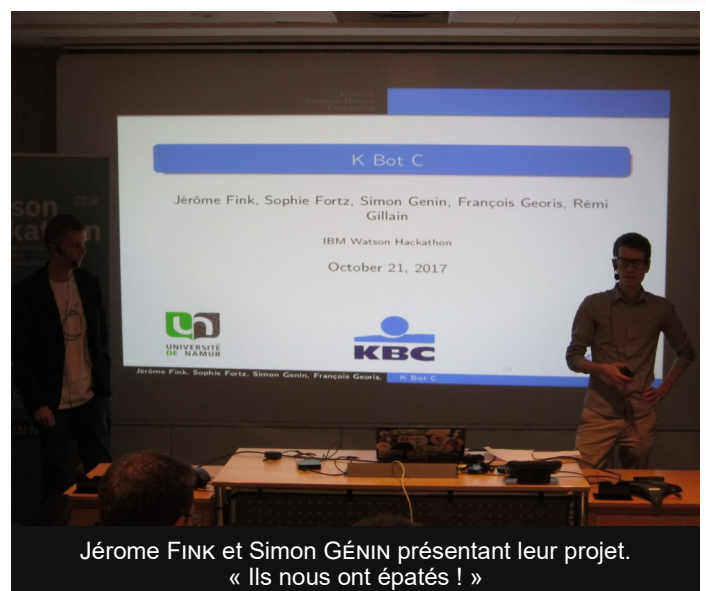 Context
K Bot C
Jérôme Fink, Sophie Fortz, Simon Genin, François Georis, Rémi
Gillain
IBM Watson Hackathon
October 21, 2017
UNIVERSITÉ
DE NAMUR
KBC
Jérôme Fink, Sophie Fortz, Simon Genin, François Georis,
K Bot C
son
IBM
Jérome FINK et Simon GÉNIN présentant leur projet.
« Ils nous ont épatés ! »